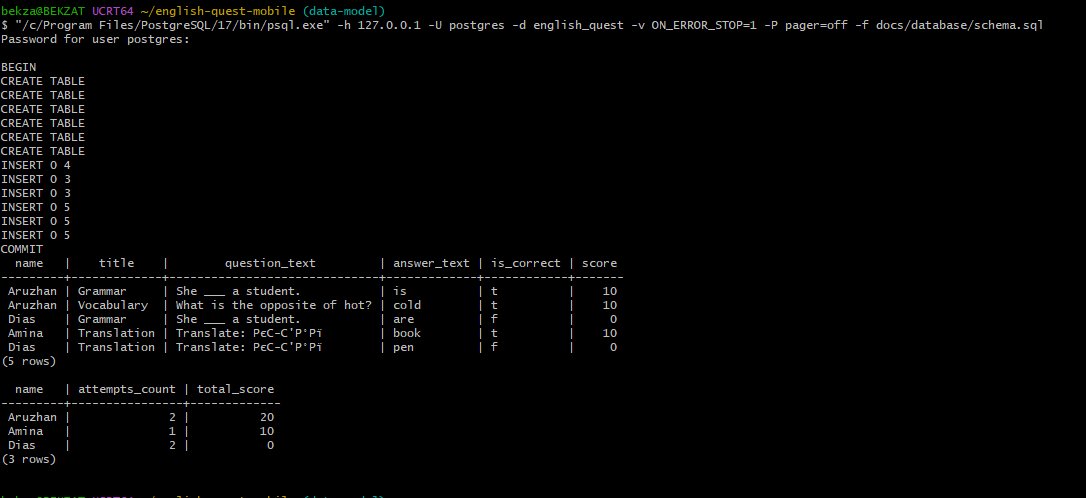 bekza@BEKZAT UCRT64 ~/english-quest-mobile (data-model)
$ "/c/Program Files/PostgreSQL/17/bin/psql.exe" -h 127.0.0.1 -U postgres -d english_quest -v ON_ERROR_STOP=1 -P pager=off -f docs/database/schema.sql
Password for user postgres:

BEGIN
CREATE TABLE
CREATE TABLE
CREATE TABLE
CREATE TABLE
CREATE TABLE
CREATE TABLE
INSERT 0 4
INSERT 0 3
INSERT 0 3
INSERT 0 5
INSERT 0 5
INSERT 0 5
COMMIT
  name   |    title    |        question_text         | answer_text | is_correct | score
---------+-------------+------------------------------+-------------+------------+-------
 Aruzhan | Grammar     | She ___ a student.           | is          | t          |    10
 Aruzhan | Vocabulary  | What is the opposite of hot? | cold        | t          |    10
 Dias    | Grammar     | She ___ a student.           | are         | f          |     0
 Amina   | Translation | Translate: РєС–С‚Р°Рї        | book        | t          |    10
 Dias    | Translation | Translate: РєС–С‚Р°Рї        | pen         | f          |     0
(5 rows)

  name   | attempts_count | total_score
---------+----------------+-------------
 Aruzhan |              2 |          20
 Amina   |              1 |          10
 Dias    |              2 |           0
(3 rows)